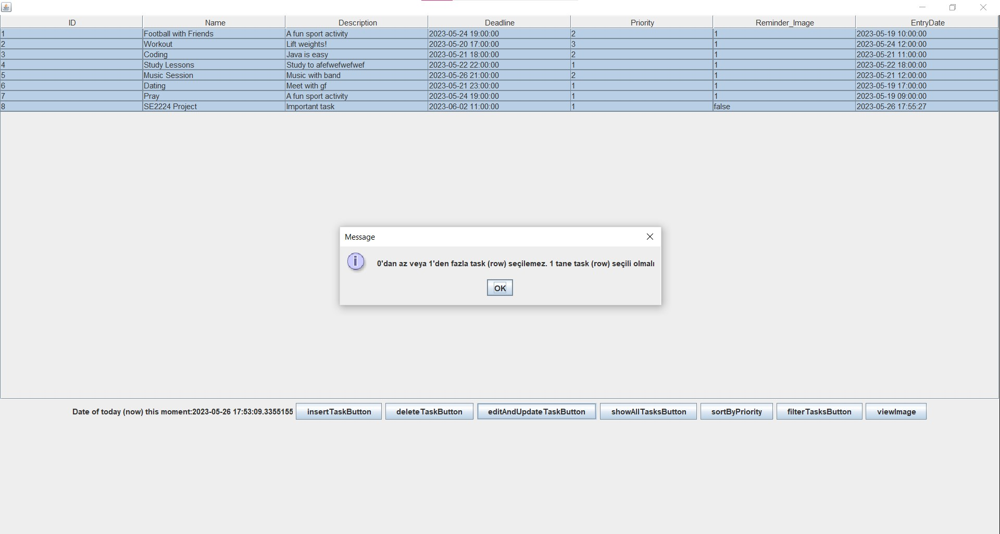 ID Name Description Deadline Priority Reminder_Image EntryDate
1 Football with Friends A fun sport activity 2023-05-24 19:00:00 2 1 2023-05-19 10:00:00
2 Workout Lift weights! 2023-05-20 17:00:00 3 1 2023-05-24 12:00:00
3 Coding Java is easy 2023-05-21 18:00:00 2 1 2023-05-21 11:00:00
4 Study Lessons Study to afefwefwefwef 2023-05-22 22:00:00 1 1 2023-05-22 18:00:00
5 Music Session Music with band 2023-05-26 21:00:00 2 1 2023-05-21 12:00:00
6 Dating Meet with gf 2023-05-21 23:00:00 1 1 2023-05-19 17:00:00
7 Pray A fun sport activity 2023-05-24 19:00:00 1 1 2023-05-19 09:00:00
8 SE2224 Project Important task 2023-06-02 11:00:00 1 false 2023-05-26 17:55:27
Message
0'dan az veya 1'den fazla task (row) seçilemez. 1 tane task (row) seçili olmalı
OK
Date of today (now) this moment:2023-05-26 17:53:09.3355155 insertTaskButton deleteTaskButton editAndUpdateTaskButton showAllTasksButton sortByPriority filterTasksButton viewImage